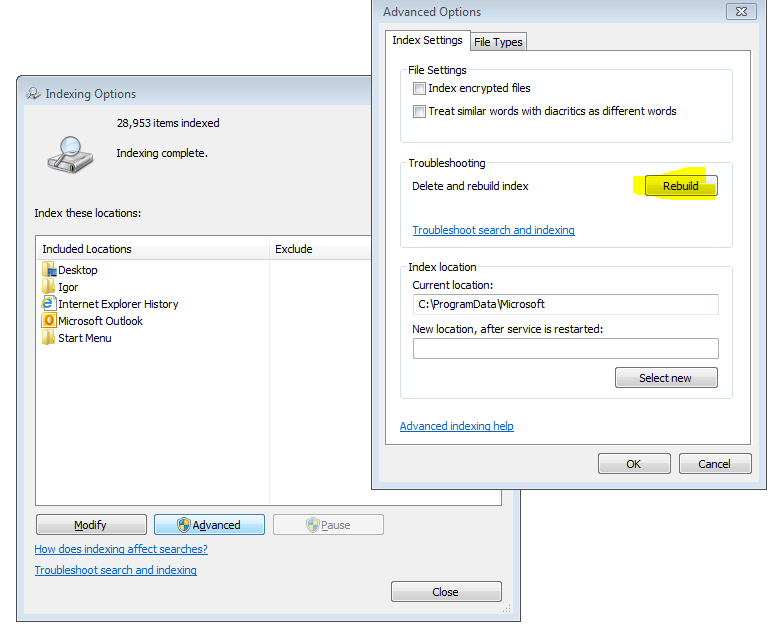 Indexing Options
28,953 items indexed
Indexing complete.
Index these locations:
Included Locations
Exclude
Desktop
Igor
Internet Explorer History
Microsoft Outlook
Start Menu
Modify
Advanced
Pause
How does indexing affect searches?
Troubleshoot search and indexing
Close
Advanced Options
Index Settings
File Types
File Settings
Index encrypted files
Treat similar words with diacritics as different words
Troubleshooting
Delete and rebuild index
Rebuild
Troubleshoot search and indexing
Index location
Current location:
C:\ProgramData\Microsoft
New location, after service is restarted:
Select new
Advanced indexing help
OK
Cancel